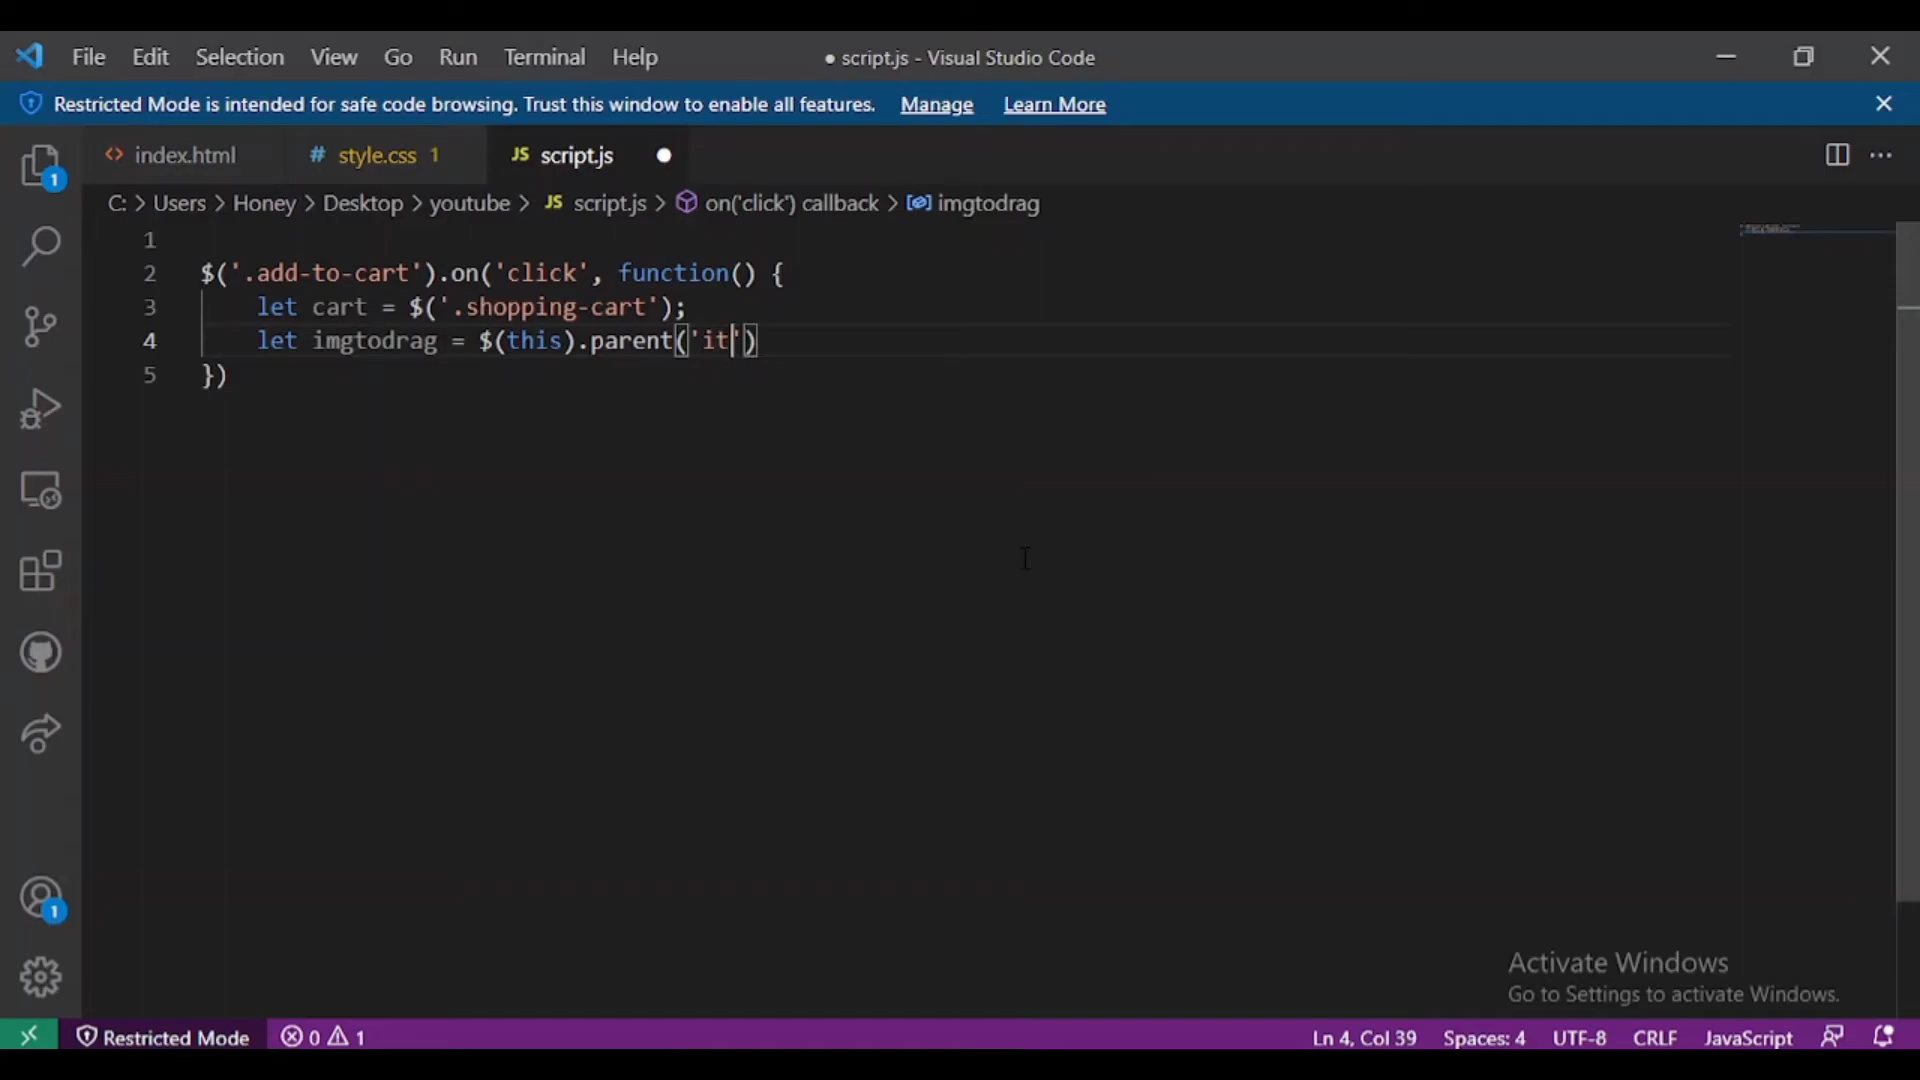 File Edit Selection View Go Run Terminal Help ● script.js - Visual Studio Code
Restricted Mode is intended for safe code browsing. Trust this window to enable all features. Manage Learn More
<> index.html # style.css 1 JS script.js ●
1
C: > Users > Honey > Desktop > youtube > JS script.js > on('click') callback > imgtodrag
1
2 $('.add-to-cart').on('click', function() {
3 let cart = $('.shopping-cart');
4 let imgtodrag = $(this).parent('it')
5 })
1
Activate Windows
Go to Settings to activate Windows.
Restricted Mode 0 1 Ln 4, Col 39 Spaces: 4 UTF-8 CRLF JavaScript